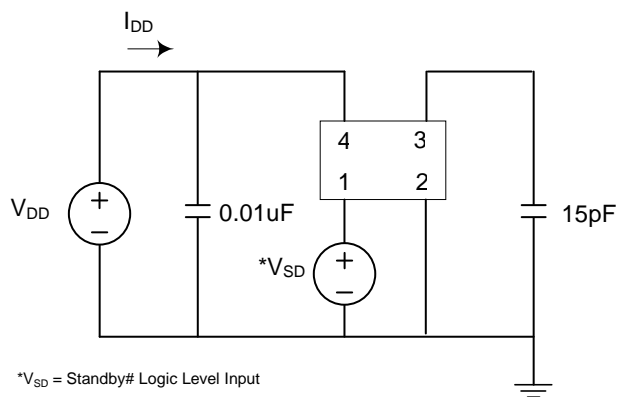 I_DD
4 3
1 2
V_DD
+
−
0.01uF
*V_SD
+
−
15pF
*V_SD = Standby# Logic Level Input